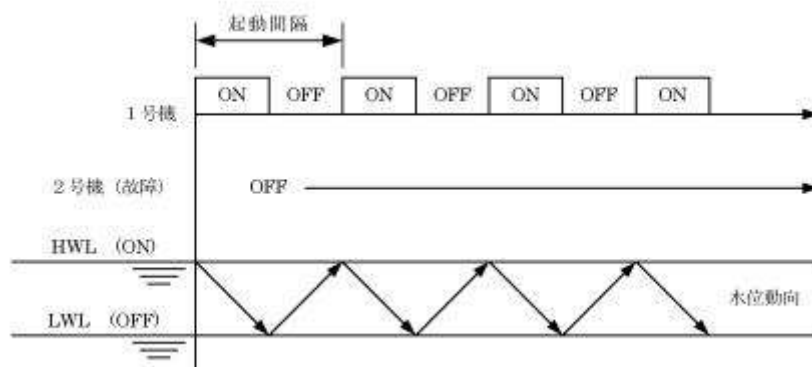 起動間隔
ON OFF ON OFF ON OFF ON
1号機
2号機（故障） OFF
HWL （ON）
水位動向
LWL （OFF）